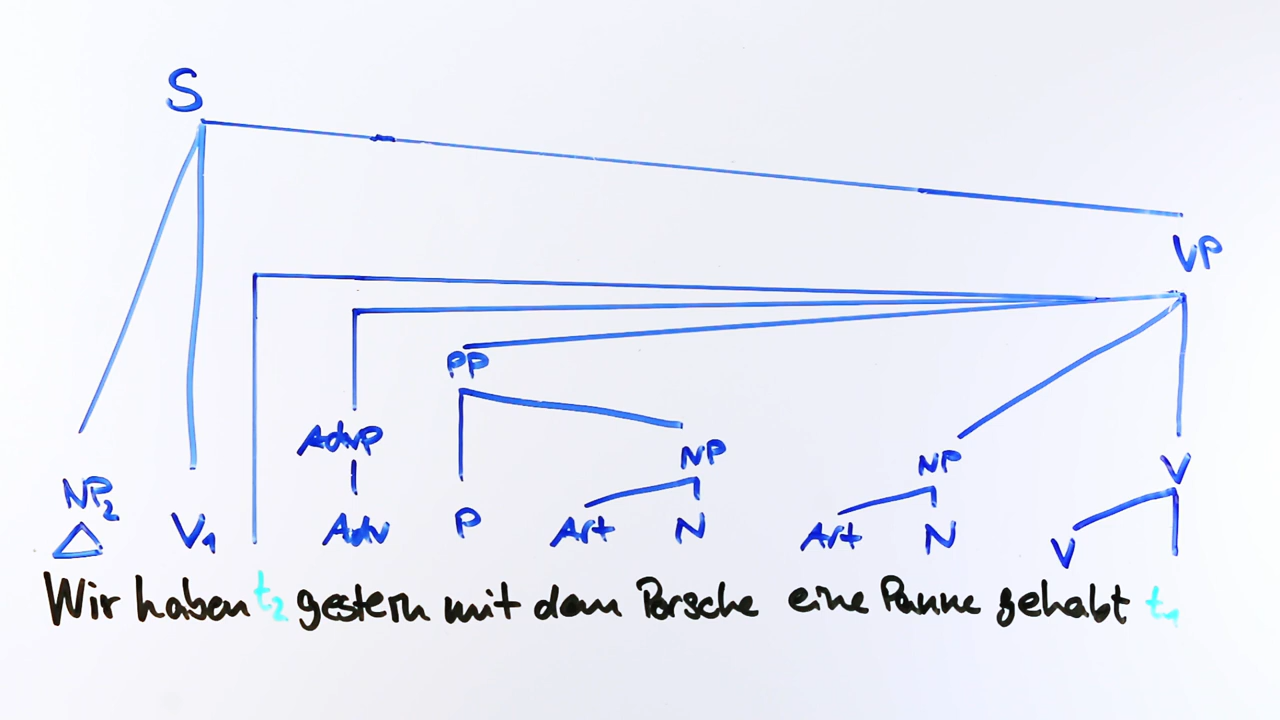 S
VP
PP
AdvP NP NP V
NP₂ V₁ Adv P Art N Art N V
Wir haben t₂ gestern mit dem Porsche eine Panne gehabt t₁